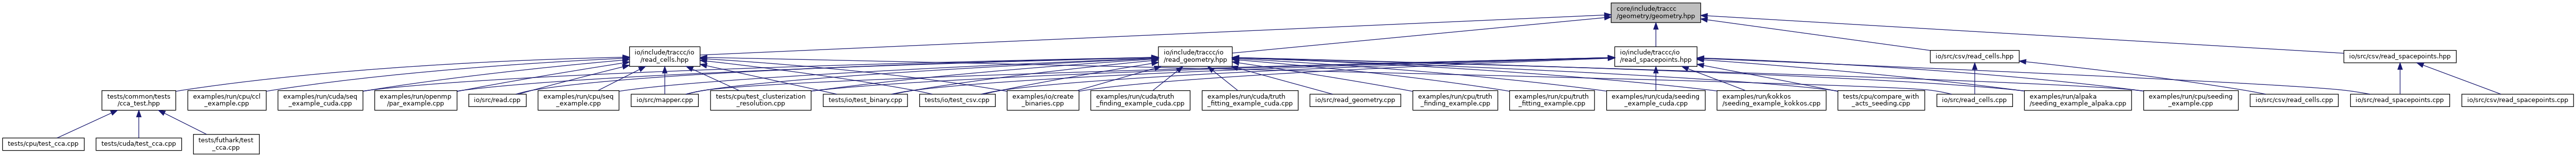 core/include/traccc
/geometry/geometry.hpp
io/include/traccc/io
/read_cells.hpp
io/include/traccc/io
/read_geometry.hpp
io/include/traccc/io
/read_spacepoints.hpp
io/src/csv/read_cells.hpp
io/src/csv/read_spacepoints.hpp
tests/common/tests
/cca_test.hpp
examples/run/cpu/ccl
_example.cpp
examples/run/cuda/seq
_example_cuda.cpp
examples/run/openmp
/par_example.cpp
io/src/read.cpp
examples/run/cpu/seq
_example.cpp
io/src/mapper.cpp
tests/cpu/test_clusterization
_resolution.cpp
tests/io/test_binary.cpp
tests/io/test_csv.cpp
examples/io/create
_binaries.cpp
examples/run/cuda/truth
_finding_example_cuda.cpp
examples/run/cuda/truth
_fitting_example_cuda.cpp
io/src/read_geometry.cpp
examples/run/cpu/truth
_finding_example.cpp
examples/run/cpu/truth
_fitting_example.cpp
examples/run/cuda/seeding
_example_cuda.cpp
examples/run/kokkos
/seeding_example_kokkos.cpp
tests/cpu/compare_with
_acts_seeding.cpp
io/src/read_cells.cpp
examples/run/alpaka
/seeding_example_alpaka.cpp
examples/run/cpu/seeding
_example.cpp
io/src/csv/read_cells.cpp
io/src/read_spacepoints.cpp
io/src/csv/read_spacepoints.cpp
tests/cpu/test_cca.cpp
tests/cuda/test_cca.cpp
tests/futhark/test
_cca.cpp